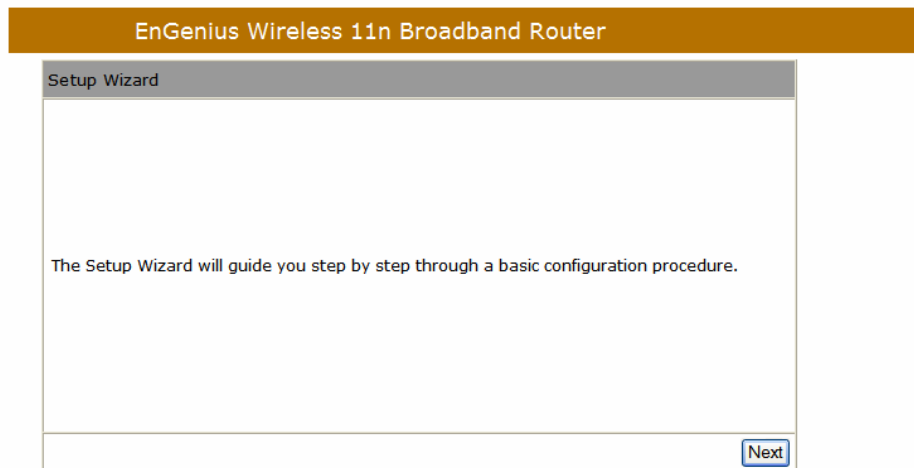 EnGenius Wireless 11n Broadband Router
Setup Wizard
The Setup Wizard will guide you step by step through a basic configuration procedure.
Next